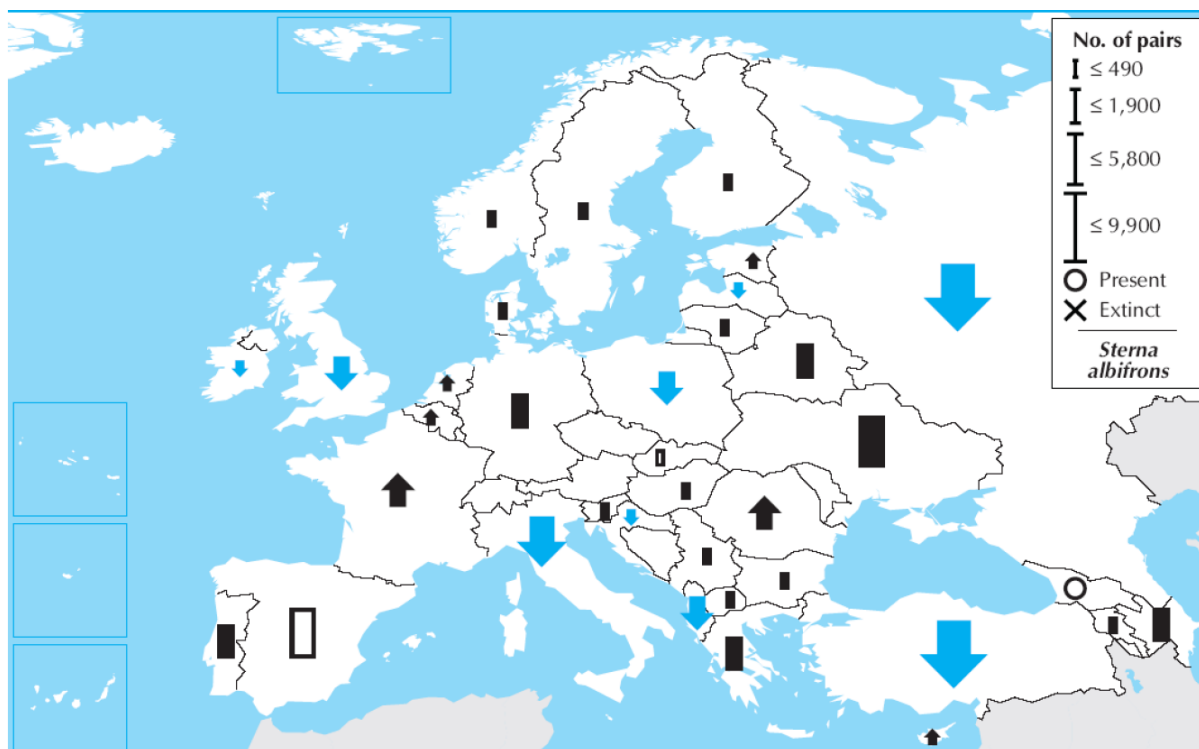 No. of pairs
≤ 490
≤ 1,900
≤ 5,800
≤ 9,900
Present
Extinct
Sterna
albifrons